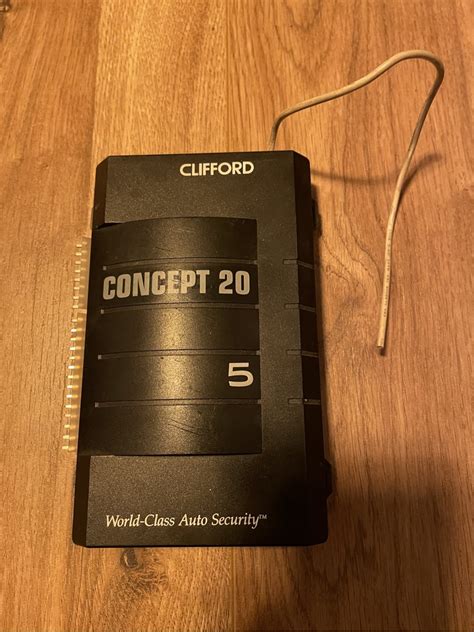 CLIFFORD
CONCEPT 20
5
World-Class Auto Security™